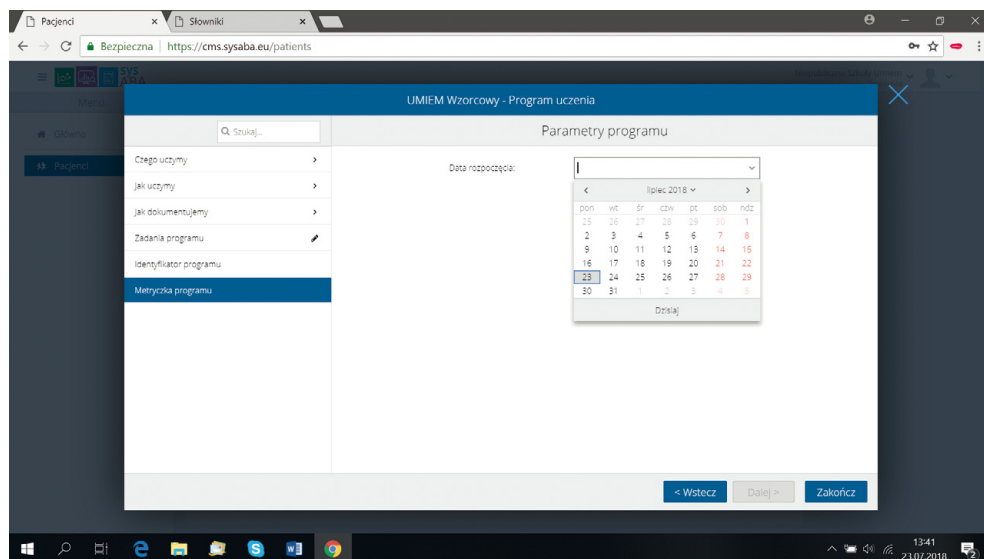 Pacjenci
Słowniki
Bezpieczna
https://cms.sysaba.eu/patients
SYS
ABA
Menu
UMIEM Wzorcowy - Program uczenia
Główna
Szukaj...
Parametry programu
Pacjenci
Czego uczymy
Data rozpoczęcia:
Jak uczymy
lipiec 2018
Jak dokumentujemy
pon wt śr czw pt sob ndz
25 26 27 28 29 30 1
Zadania programu
2 3 4 5 6 7 8
9 10 11 12 13 14 15
Identyfikator programu
16 17 18 19 20 21 22
23 24 25 26 27 28 29
Metryczka programu
30 31 1 2 3 4 5
Dzisiaj
< Wstecz
Dalej >
Zakończ
13:41
23.07.2018